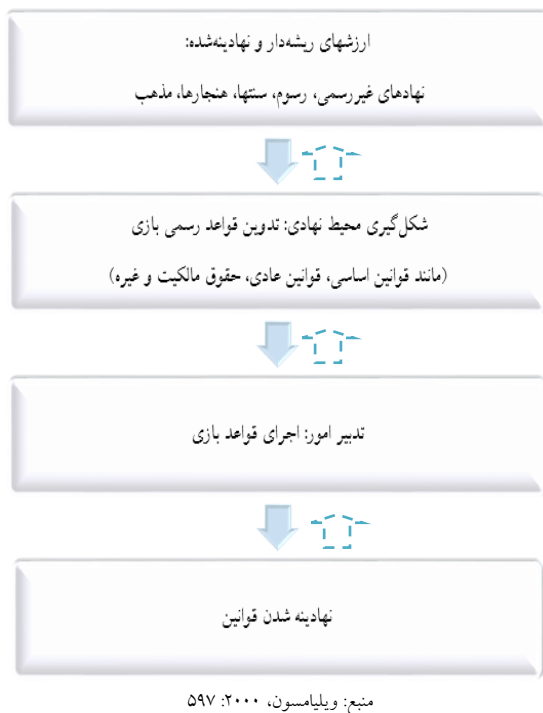 ارزشهای ریشه‌دار و نهادینه‌شده:
نهادهای غیررسمی، رسوم، سنتها، هنجارها، مذهب
شکل‌گیری محیط نهادی: تدوین قواعد رسمی بازی
(مانند قوانین اساسی، قوانین عادی، حقوق مالکیت و غیره)
تدبیر امور: اجرای قواعد بازی
نهادینه شدن قوانین
منبع: ویلیامسون، ۲۰۰۰: ۵۹۷